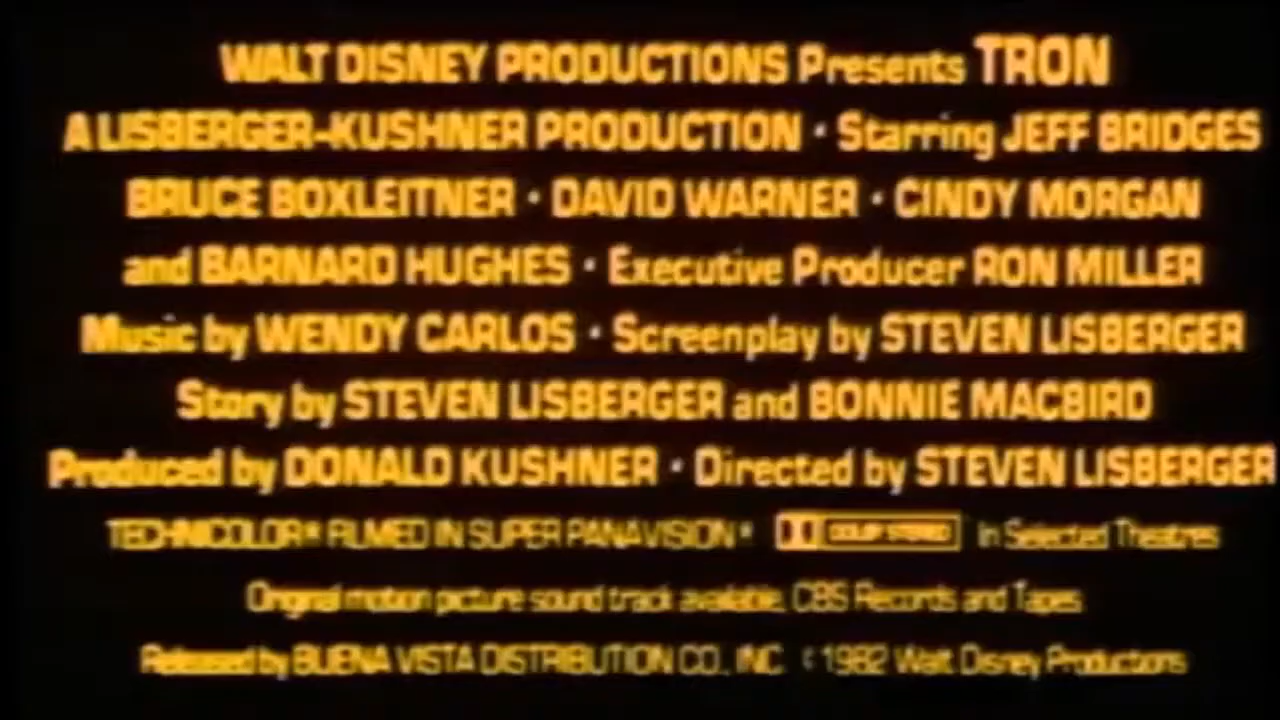 WALT DISNEY PRODUCTIONS Presents TRON
A LISBERGER-KUSHNER PRODUCTION · Starring JEFF BRIDGES
BRUCE BOXLEITNER · DAVID WARNER · CINDY MORGAN
and BARNARD HUGHES · Executive Producer RON MILLER
Music by WENDY CARLOS · Screenplay by STEVEN LISBERGER
Story by STEVEN LISBERGER and BONNIE MACBIRD
Produced by DONALD KUSHNER · Directed by STEVEN LISBERGER
TECHNICOLOR® FILMED IN SUPER PANAVISION® DOLBY STEREO In Selected Theatres
Original motion picture sound track available, CBS Records and Tapes
Released by BUENA VISTA DISTRIBUTION CO., INC. © 1982 Walt Disney Productions